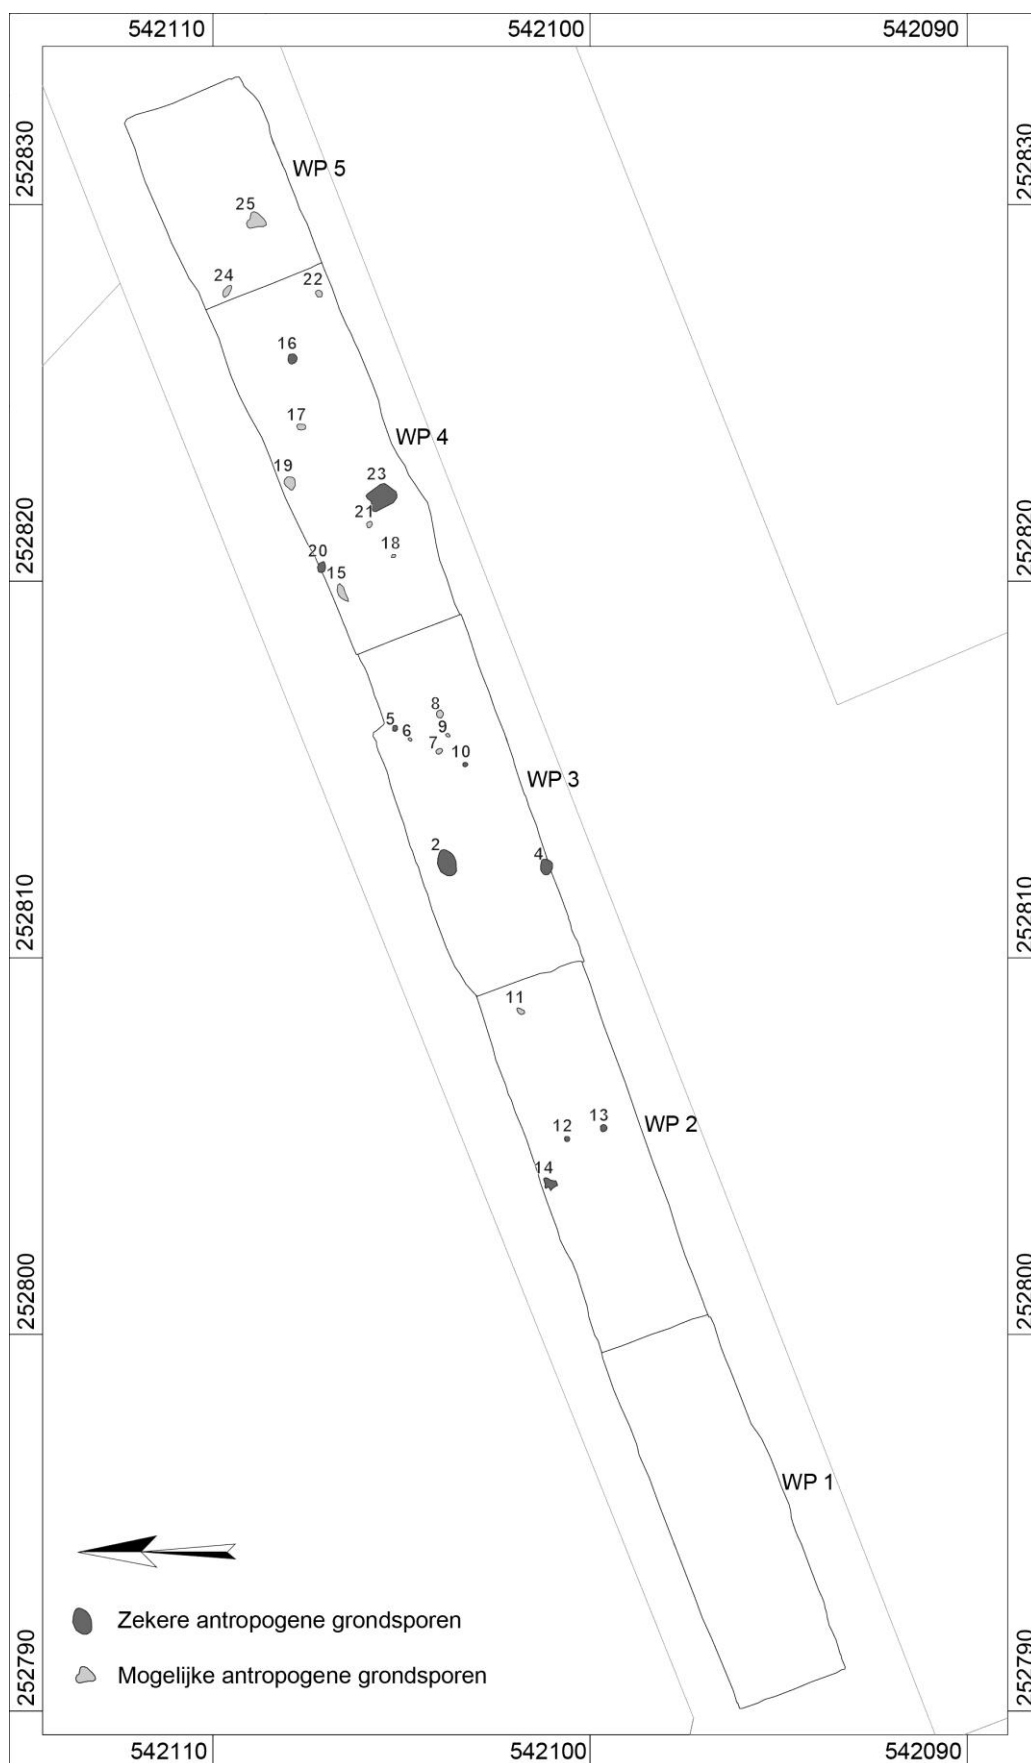 542110 542100 542090
252830 252830
WP 5
25
24 22
16
17
WP 4
19 23
21
18
20
15
252820 252820
8
5
6 9
7 10
WP 3
2 4
252810 252810
11
13
12
WP 2
14
252800 252800
WP 1
Zekere antropogene grondsporen
Mogelijke antropogene grondsporen
252790 252790
542110 542100 542090